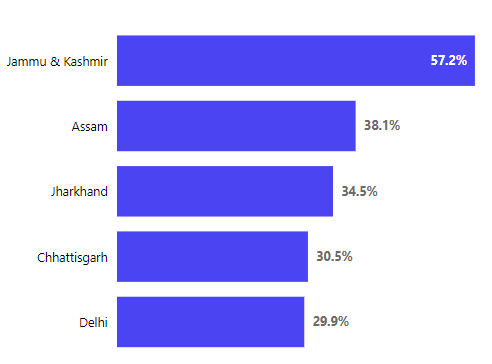 Jammu & Kashmir 57.2%
Assam 38.1%
Jharkhand 34.5%
Chhattisgarh 30.5%
Delhi 29.9%